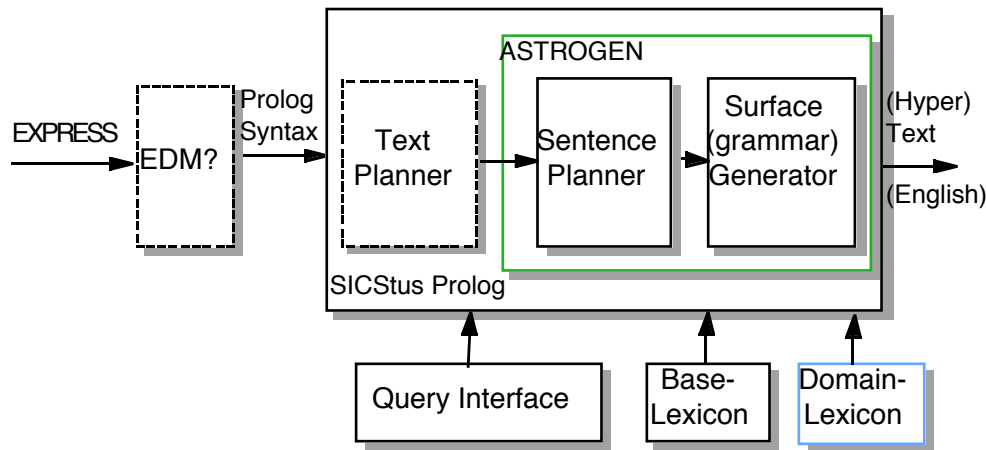 EXPRESS
EDM?
Prolog
Syntax
Text
Planner
ASTROGEN
Sentence
Planner
Surface
(grammar)
Generator
(Hyper)
Text
(English)
SICStus Prolog
Query Interface
Base-
Lexicon
Domain-
Lexicon